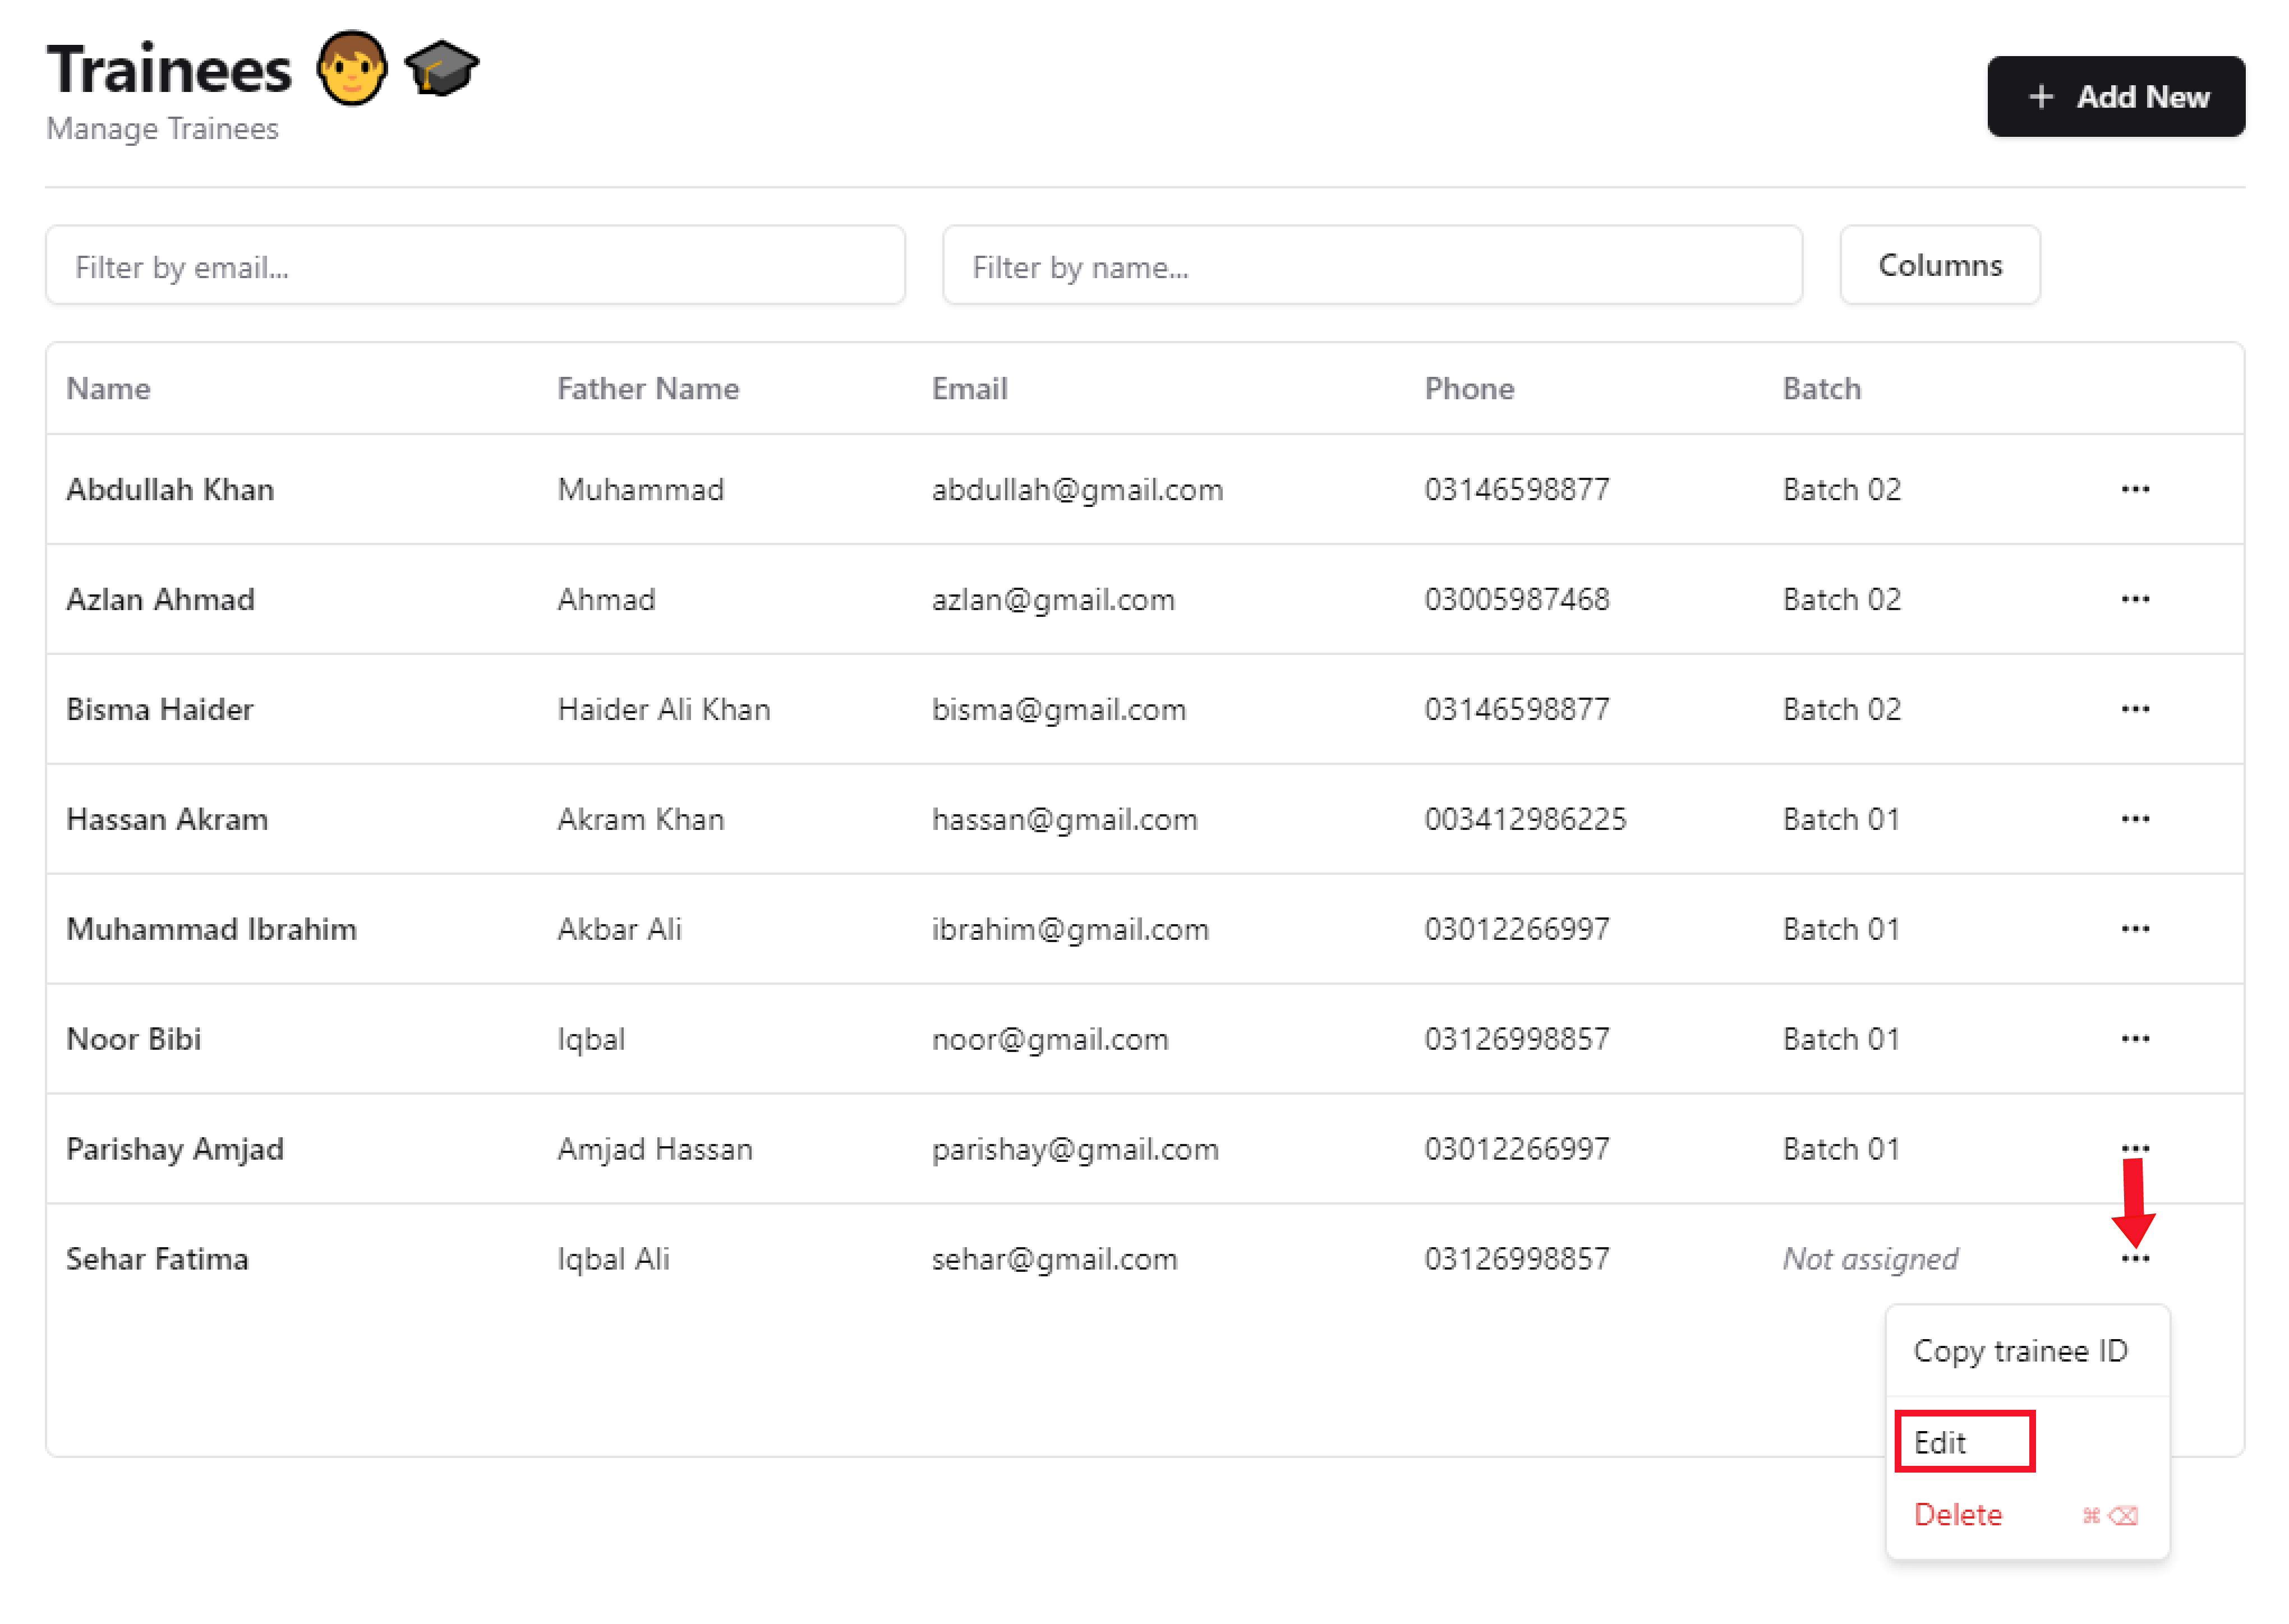 Trainees
Manage Trainees
+ Add New
Filter by email...
Filter by name...
Columns
Name Father Name Email Phone Batch
Abdullah Khan Muhammad abdullah@gmail.com 03146598877 Batch 02 ...
Azlan Ahmad Ahmad azlan@gmail.com 03005987468 Batch 02 ...
Bisma Haider Haider Ali Khan bisma@gmail.com 03146598877 Batch 02 ...
Hassan Akram Akram Khan hassan@gmail.com 003412986225 Batch 01 ...
Muhammad Ibrahim Akbar Ali ibrahim@gmail.com 03012266997 Batch 01 ...
Noor Bibi Iqbal noor@gmail.com 03126998857 Batch 01 ...
Parishay Amjad Amjad Hassan parishay@gmail.com 03012266997 Batch 01 ...
Sehar Fatima Iqbal Ali sehar@gmail.com 03126998857 Not assigned ...
Copy trainee ID
Edit
Delete ⌘⌫